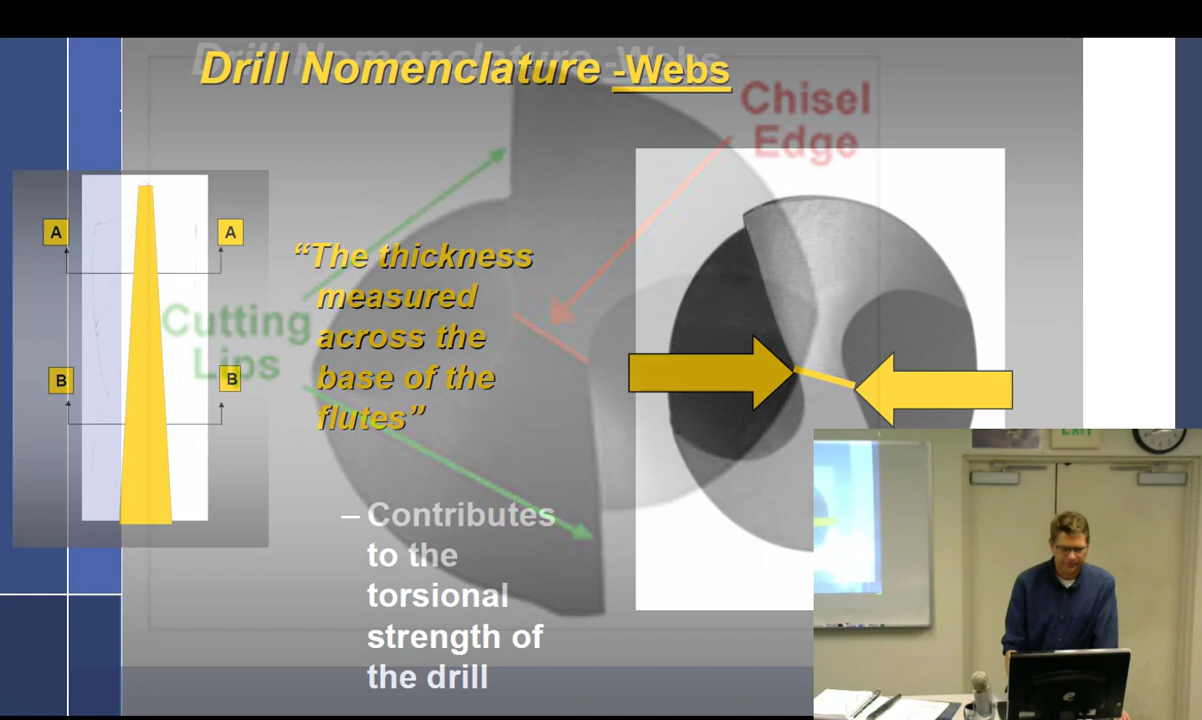 Drill Nomenclature -Webs
Chisel
Edge
A
A
"The thickness
measured
across the
base of the
flutes"
Cutting
Lips
B
B
– Contributes
to the
torsional
strength of
the drill
EXIT